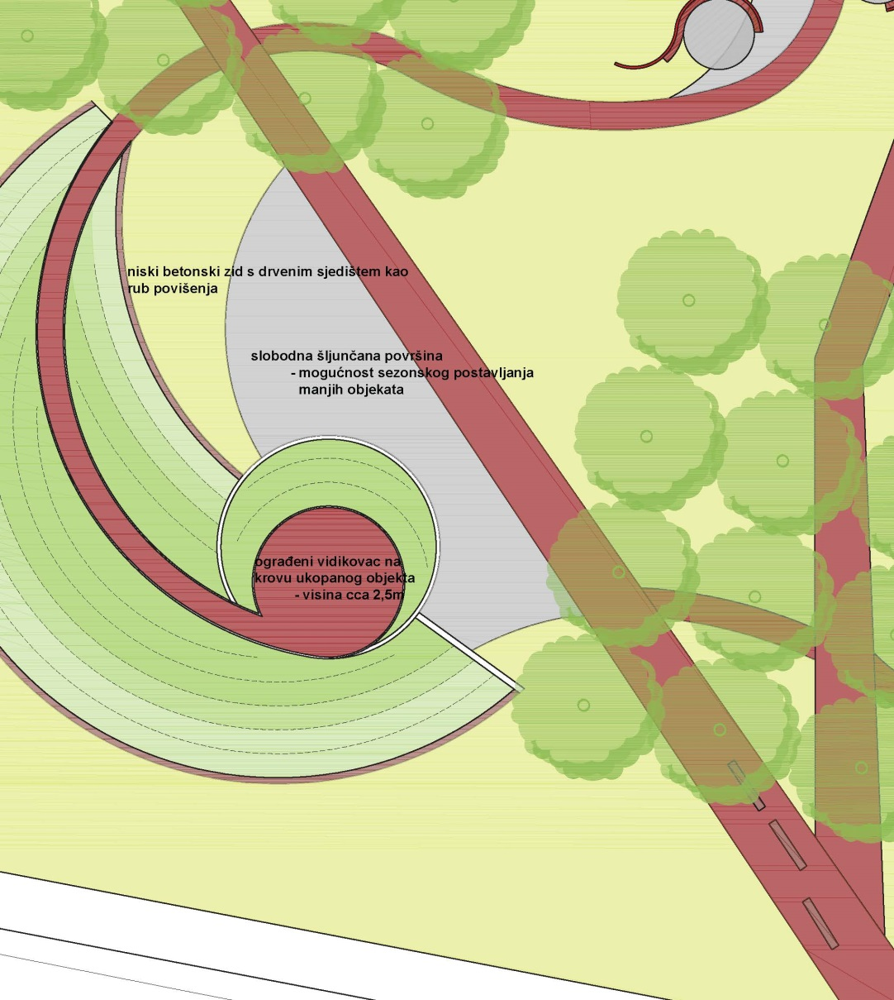 niski betonski zid s drvenim sjedištem kao
rub povišenja
slobodna šljunčana površina
- mogućnost sezonskog postavljanja
manjih objekata
ograđeni vidikovac na
krovu ukopanog objekta
- visina cca 2,5m